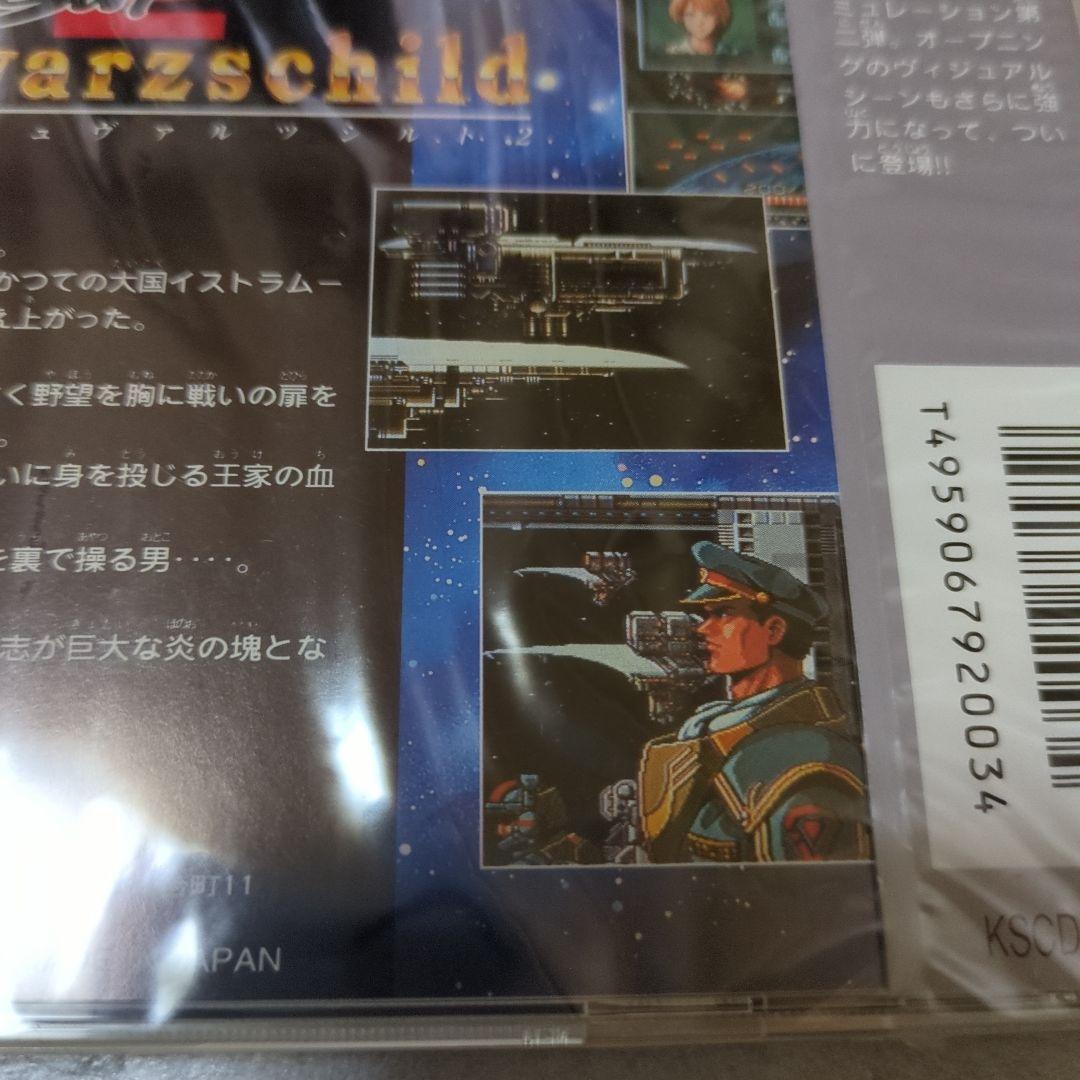 warzschild
ュヴァルツシルト2
かつての大国イストラムー
え上がった。
く野望を胸に戦いの扉を
。
いに身を投じる王家の血
を裏で操る男‥‥。
志が巨大な炎の塊とな
町11
JAPAN
ミュレーション第
二弾。オープニン
グのヴィジュアル
シーンもさらに強
力になって、つい
に登場!!
T4959067920034
KSCD